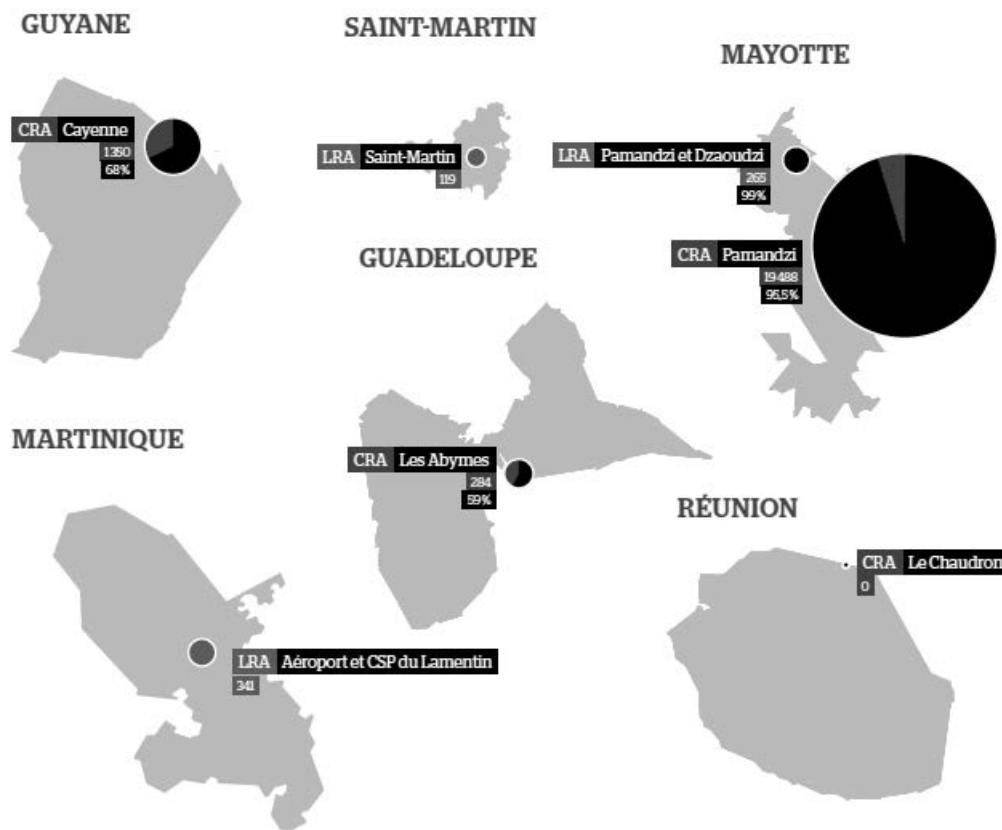 GUYANE
CRA Cayenne
1350
68%
SAINT-MARTIN
LRA Saint-Martin
119
MAYOTTE
LRA Pamandzi et Dzaoudzi
265
99%
CRA Pamandzi
19488
95,5%
GUADELOUPE
CRA Les Abymes
284
59%
MARTINIQUE
LRA Aéroport et CSP du Lamentin
341
RÉUNION
CRA Le Chaudron
0